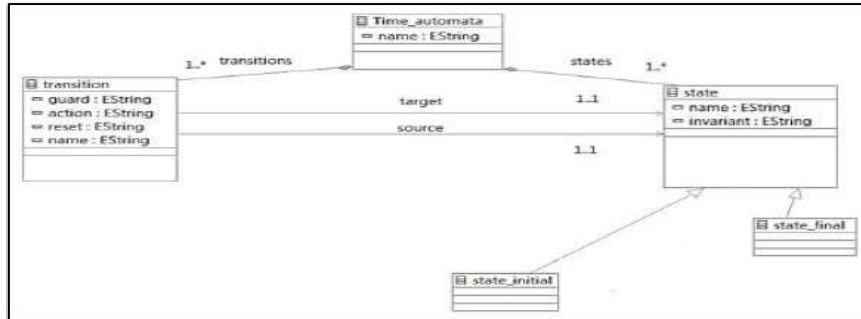 Time_automata
name : EString
1..* transitions
states 1..*
transition
guard : EString
action : EString
reset : EString
name : EString
target
1..1
source
1..1
state
name : EString
invariant : EString
state_final
state_initial